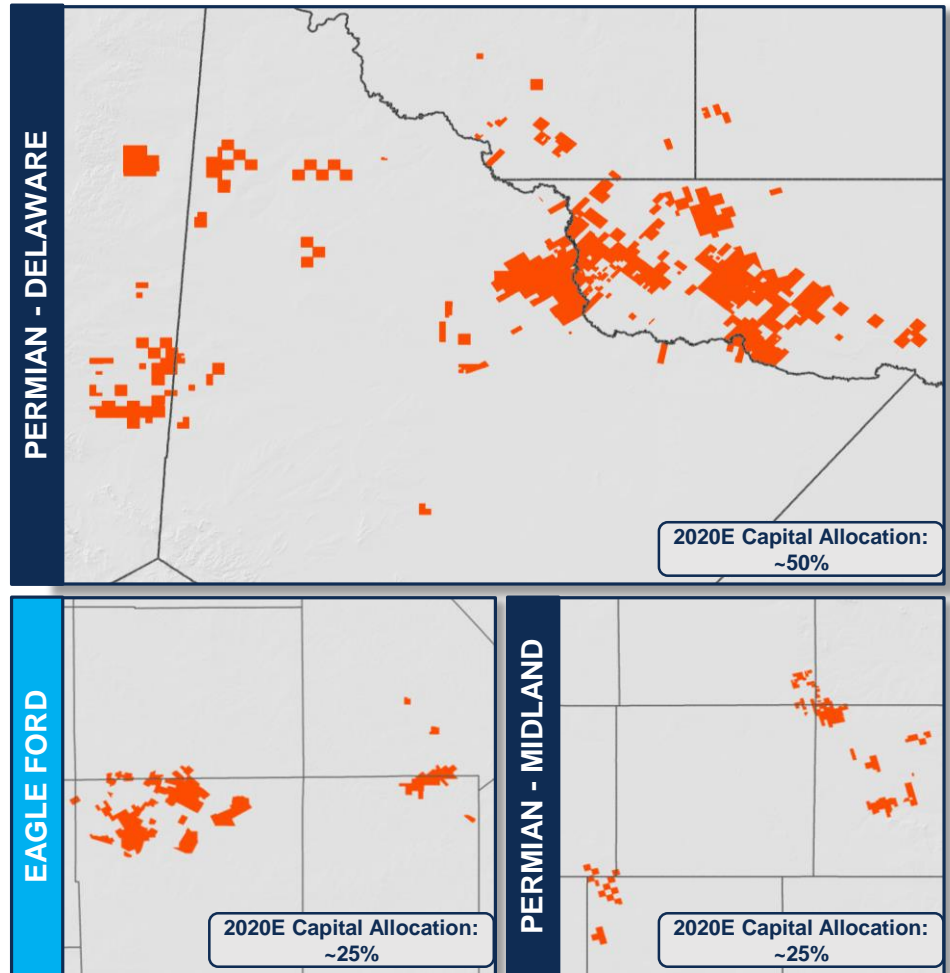 PERMIAN - DELAWARE
2020E Capital Allocation:
~50%
EAGLE FORD
2020E Capital Allocation:
~25%
PERMIAN - MIDLAND
2020E Capital Allocation:
~25%